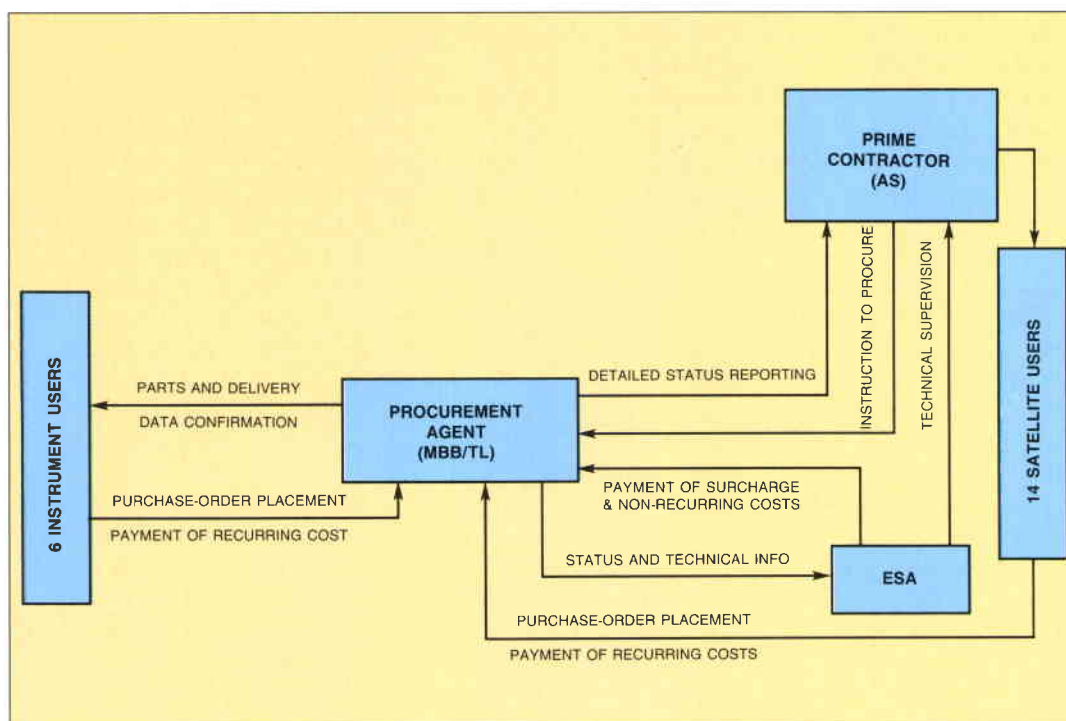 PRIME
CONTRACTOR
(AS)
6 INSTRUMENT USERS
PARTS AND DELIVERY
DATA CONFIRMATION
PURCHASE-ORDER PLACEMENT
PAYMENT OF RECURRING COST
PROCUREMENT
AGENT
(MBB/TL)
DETAILED STATUS REPORTING
INSTRUCTION TO PROCURE
TECHNICAL SUPERVISION
14 SATELLITE USERS
PAYMENT OF SURCHARGE
& NON-RECURRING COSTS
STATUS AND TECHNICAL INFO
ESA
PURCHASE-ORDER PLACEMENT
PAYMENT OF RECURRING COSTS